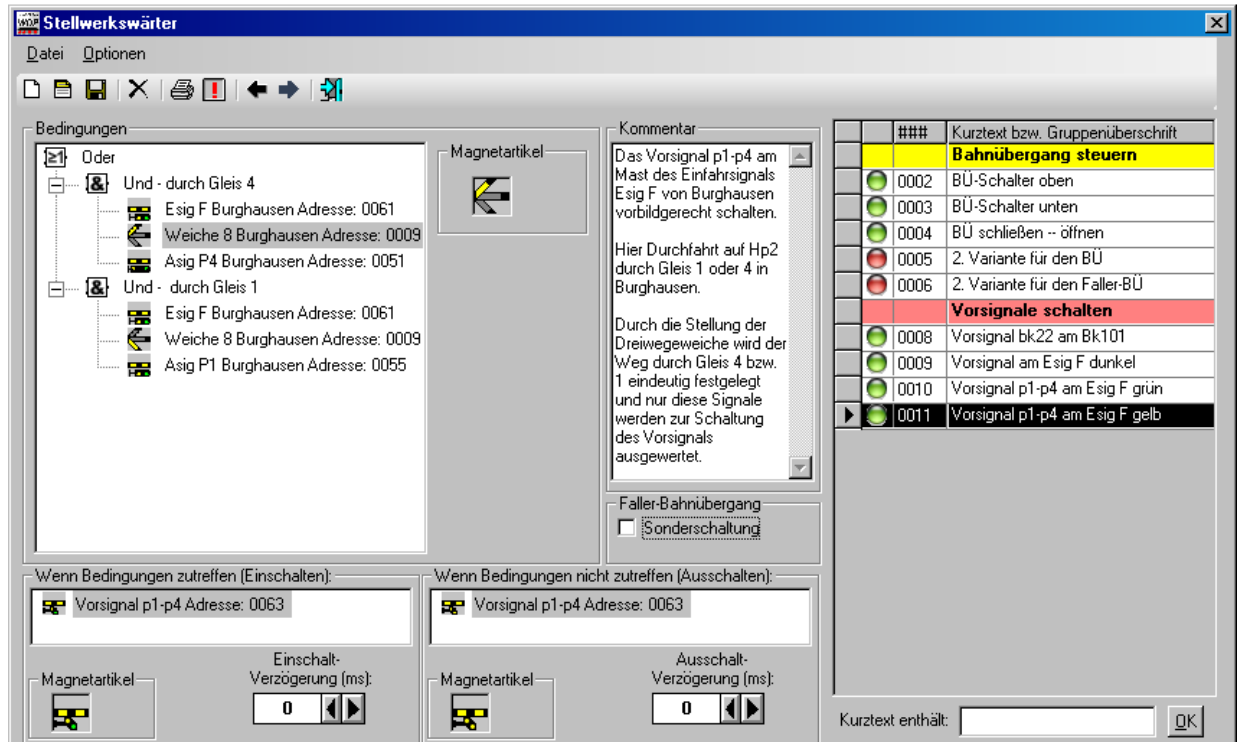 Stellwerkswärter
Datei Optionen
Bedingungen
≥1 Oder
& Und - durch Gleis 4
Esig F Burghausen Adresse: 0061
Weiche 8 Burghausen Adresse: 0009
Asig P4 Burghausen Adresse: 0051
& Und - durch Gleis 1
Esig F Burghausen Adresse: 0061
Weiche 8 Burghausen Adresse: 0009
Asig P1 Burghausen Adresse: 0055
Magnetartikel
Kommentar
Das Vorsignal p1-p4 am
Mast des Einfahrsignals
Esig F von Burghausen
vorbildgerecht schalten.
Hier Durchfahrt auf Hp2
durch Gleis 1 oder 4 in
Burghausen.
Durch die Stellung der
Dreiwegeweiche wird der
Weg durch Gleis 4 bzw.
1 eindeutig festgelegt
und nur diese Signale
werden zur Schaltung
des Vorsignals
ausgewertet.
Faller-Bahnübergang
Sonderschaltung
### Kurztext bzw. Gruppenüberschrift
Bahnübergang steuern
0002 BÜ-Schalter oben
0003 BÜ-Schalter unten
0004 BÜ schließen -- öffnen
0005 2. Variante für den BÜ
0006 2. Variante für den Faller-BÜ
Vorsignale schalten
0008 Vorsignal bk22 am Bk101
0009 Vorsignal am Esig F dunkel
0010 Vorsignal p1-p4 am Esig F grün
0011 Vorsignal p1-p4 am Esig F gelb
Wenn Bedingungen zutreffen (Einschalten):
Vorsignal p1-p4 Adresse: 0063
Magnetartikel
Einschalt-
Verzögerung (ms):
0
Wenn Bedingungen nicht zutreffen (Ausschalten):
Vorsignal p1-p4 Adresse: 0063
Magnetartikel
Ausschalt-
Verzögerung (ms):
0
Kurztext enthält: OK